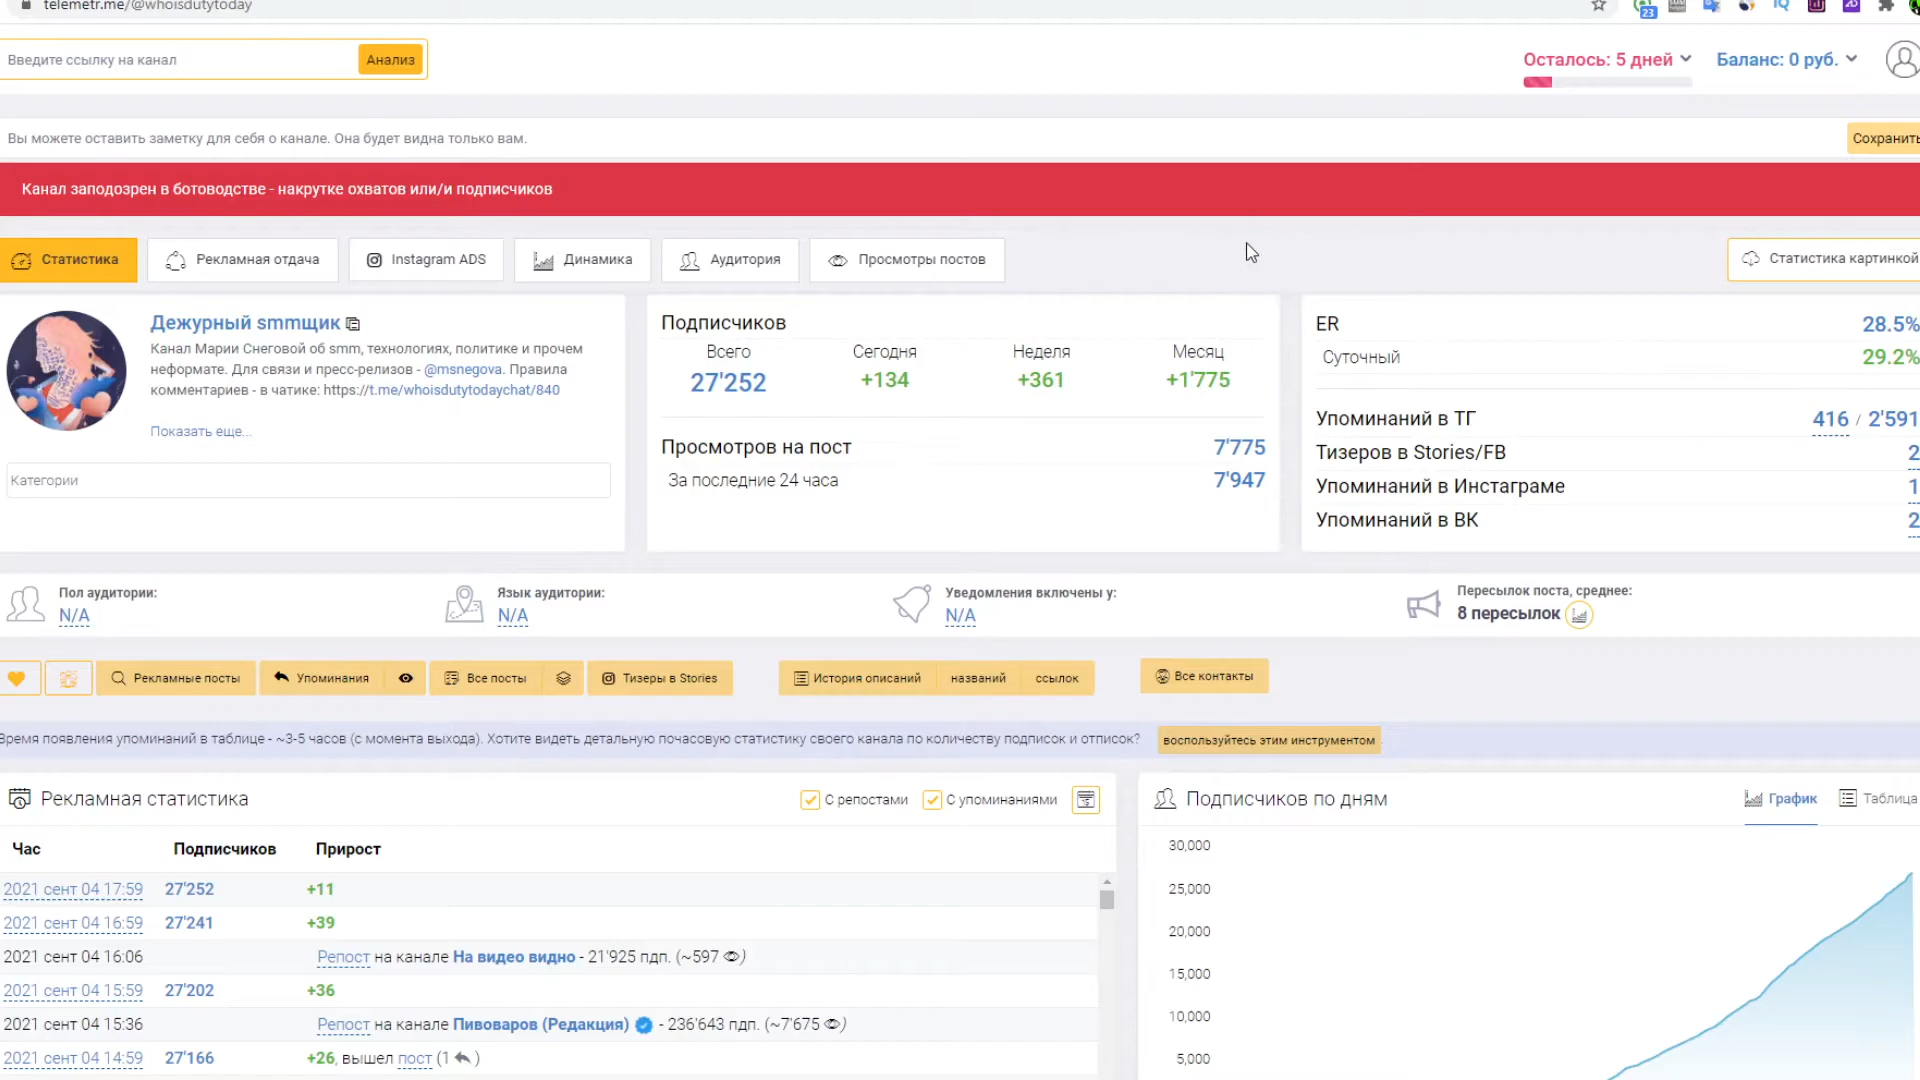 telemetr.me/@whoisdutytoday
23
IQ
Введите ссылку на канал
Анализ
Осталось: 5 дней
Баланс: 0 руб.
Вы можете оставить заметку для себя о канале. Она будет видна только вам.
Сохранить
Канал заподозрен в ботоводстве - накрутке охватов или/и подписчиков
Статистика
Рекламная отдача
Instagram ADS
Динамика
Аудитория
Просмотры постов
Статистика картинкой
Дежурный smmщик
Канал Марии Снеговой об smm, технологиях, политике и прочем
неформате. Для связи и пресс-релизов - @msnegova. Правила
комментариев - в чатике: https://t.me/whoisdutytodaychat/840
Показать еще...
Категории
Подписчиков
Всего Сегодня Неделя Месяц
27'252 +134 +361 +1'775
Просмотров на пост 7'775
За последние 24 часа 7'947
ER 28.5%
Суточный 29.2%
Упоминаний в ТГ 416 / 2'591
Тизеров в Stories/FB 2
Упоминаний в Инстаграме 1
Упоминаний в ВК 2
Пол аудитории:
N/A
Язык аудитории:
N/A
Уведомления включены у:
N/A
Пересылок поста, среднее:
8 пересылок
Рекламные посты
Упоминания
Все посты
Тизеры в Stories
История описаний
названий
ссылок
Все контакты
Время появления упоминаний в таблице - ~3-5 часов (с момента выхода). Хотите видеть детальную почасовую статистику своего канала по количеству подписок и отписок?
воспользуйтесь этим инструментом
Рекламная статистика
С репостами
С упоминаниями
Час Подписчиков Прирост
2021 сент 04 17:59 27'252 +11
2021 сент 04 16:59 27'241 +39
2021 сент 04 16:06 Репост на канале На видео видно - 21'925 пдп. (~597)
2021 сент 04 15:59 27'202 +36
2021 сент 04 15:36 Репост на канале Пивоваров (Редакция) - 236'643 пдп. (~7'675)
2021 сент 04 14:59 27'166 +26, вышел пост (1)
Подписчиков по дням
График
Таблица
30,000
25,000
20,000
15,000
10,000
5,000